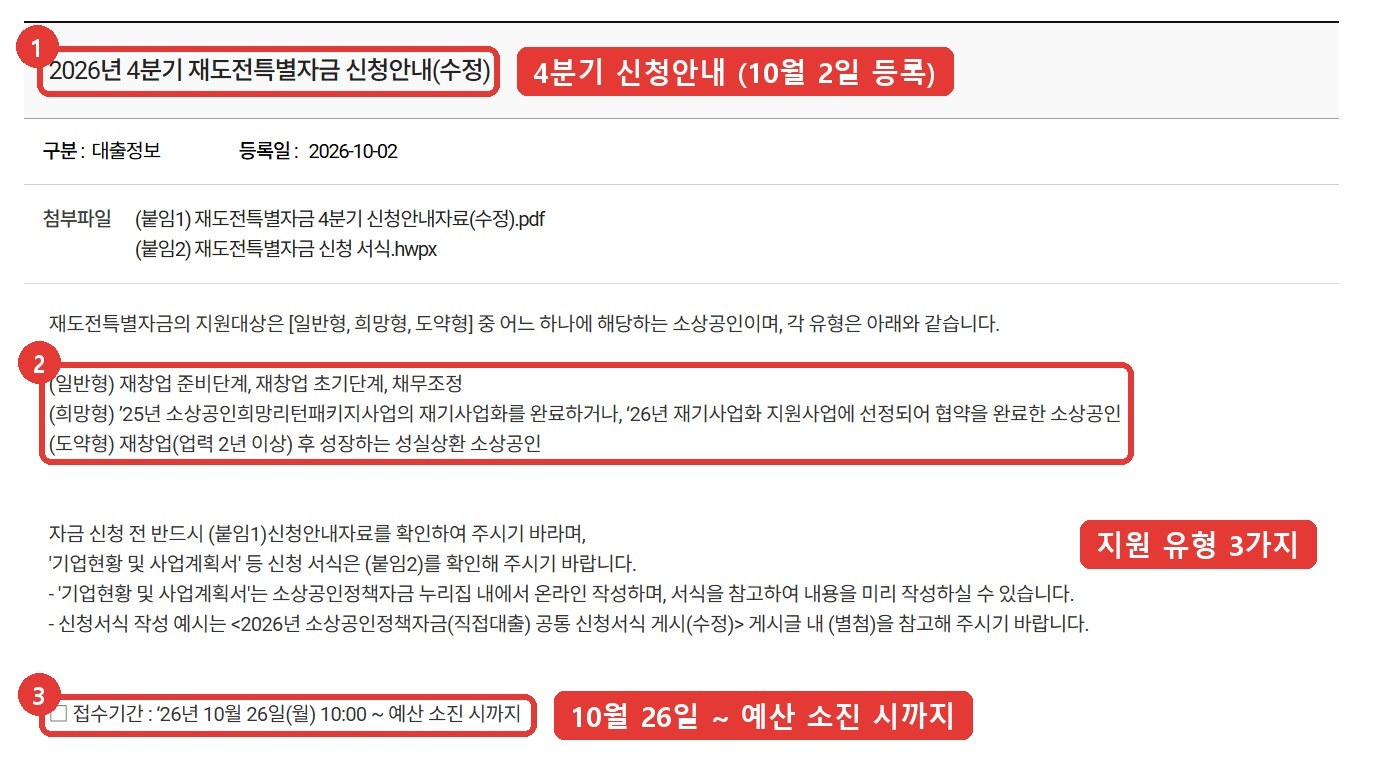 1
2026년 4분기 재도전특별자금 신청안내(수정)
4분기 신청안내 (10월 2일 등록)
구분 : 대출정보 등록일 : 2026-10-02
첨부파일 (붙임1) 재도전특별자금 4분기 신청안내자료(수정).pdf
(붙임2) 재도전특별자금 신청 서식.hwpx
재도전특별자금의 지원대상은 [일반형, 희망형, 도약형] 중 어느 하나에 해당하는 소상공인이며, 각 유형은 아래와 같습니다.
2
(일반형) 재창업 준비단계, 재창업 초기단계, 채무조정
(희망형) ’25년 소상공인희망리턴패키지사업의 재기사업화를 완료하거나, ‘26년 재기사업화 지원사업에 선정되어 협약을 완료한 소상공인
(도약형) 재창업(업력 2년 이상) 후 성장하는 성실상환 소상공인
자금 신청 전 반드시 (붙임1)신청안내자료를 확인하여 주시기 바라며,
지원 유형 3가지
'기업현황 및 사업계획서' 등 신청 서식은 (붙임2)를 확인해 주시기 바랍니다.
- '기업현황 및 사업계획서'는 소상공인정책자금 누리집 내에서 온라인 작성하며, 서식을 참고하여 내용을 미리 작성하실 수 있습니다.
- 신청서식 작성 예시는 <2026년 소상공인정책자금(직접대출) 공통 신청서식 게시(수정)> 게시글 내 (별첨)을 참고해 주시기 바랍니다.
3
□ 접수기간 : ‘26년 10월 26일(월) 10:00 ~ 예산 소진 시까지
10월 26일 ~ 예산 소진 시까지